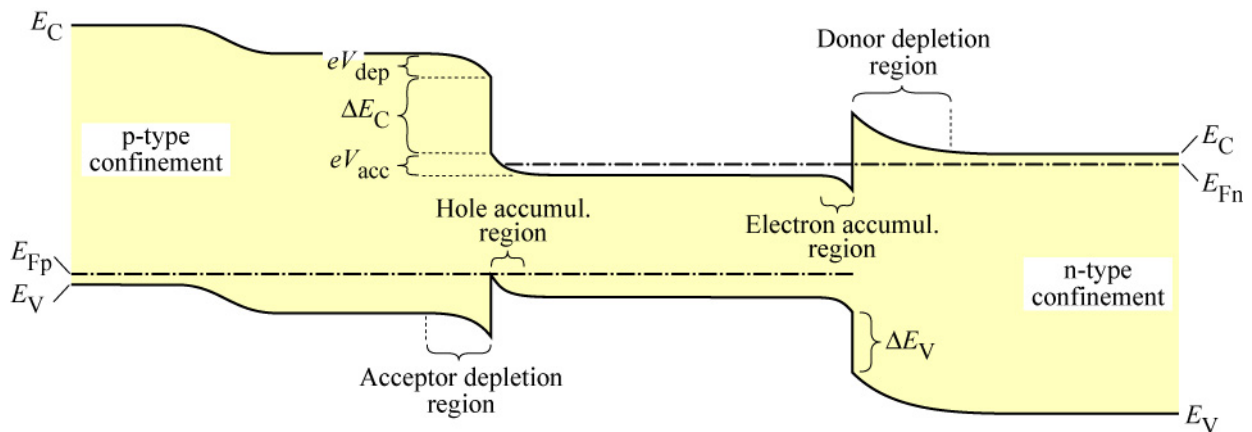 E_C
p-type
confinement
E_Fp
E_V
eV_dep
ΔE_C
eV_acc
Hole accumul.
region
Acceptor depletion
region
Donor depletion
region
Electron accumul.
region
ΔE_V
E_C
E_Fn
n-type
confinement
E_V